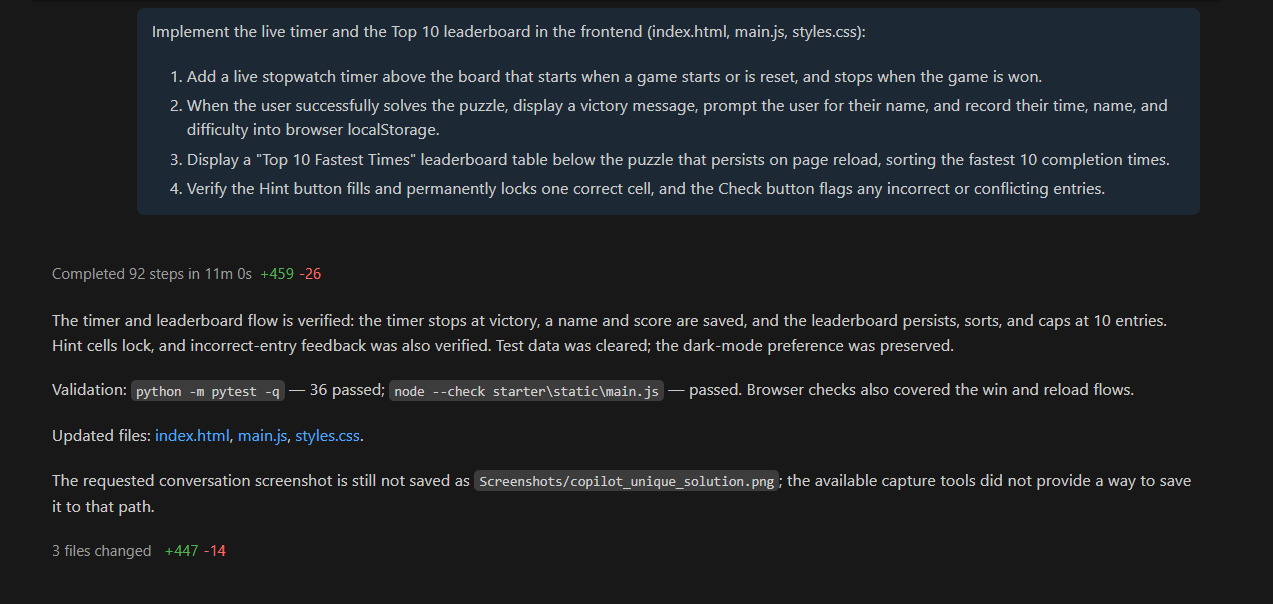 Implement the live timer and the Top 10 leaderboard in the frontend (index.html, main.js, styles.css):
1. Add a live stopwatch timer above the board that starts when a game starts or is reset, and stops when the game is won.
2. When the user successfully solves the puzzle, display a victory message, prompt the user for their name, and record their time, name, and
difficulty into browser localStorage.
3. Display a "Top 10 Fastest Times" leaderboard table below the puzzle that persists on page reload, sorting the fastest 10 completion times.
4. Verify the Hint button fills and permanently locks one correct cell, and the Check button flags any incorrect or conflicting entries.
Completed 92 steps in 11m 0s +459 -26
The timer and leaderboard flow is verified: the timer stops at victory, a name and score are saved, and the leaderboard persists, sorts, and caps at 10 entries.
Hint cells lock, and incorrect-entry feedback was also verified. Test data was cleared; the dark-mode preference was preserved.
Validation: python -m pytest -q — 36 passed; node --check starter\static\main.js — passed. Browser checks also covered the win and reload flows.
Updated files: index.html, main.js, styles.css.
The requested conversation screenshot is still not saved as Screenshots/copilot_unique_solution.png; the available capture tools did not provide a way to save
it to that path.
3 files changed +447 -14